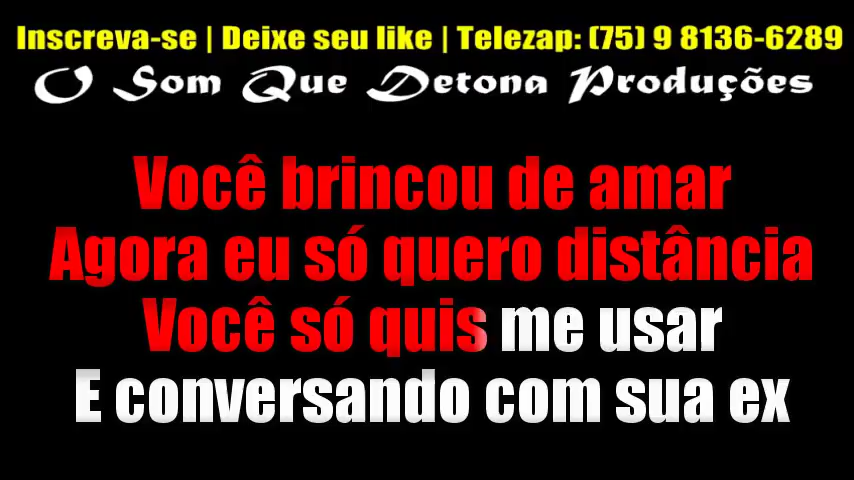 Inscreva-se | Deixe seu like | Telezap: (75) 9 8136-6289
O Som Que Detona Produções
Você brincou de amar
Agora eu só quero distância
Você só quis me usar
E conversando com sua ex